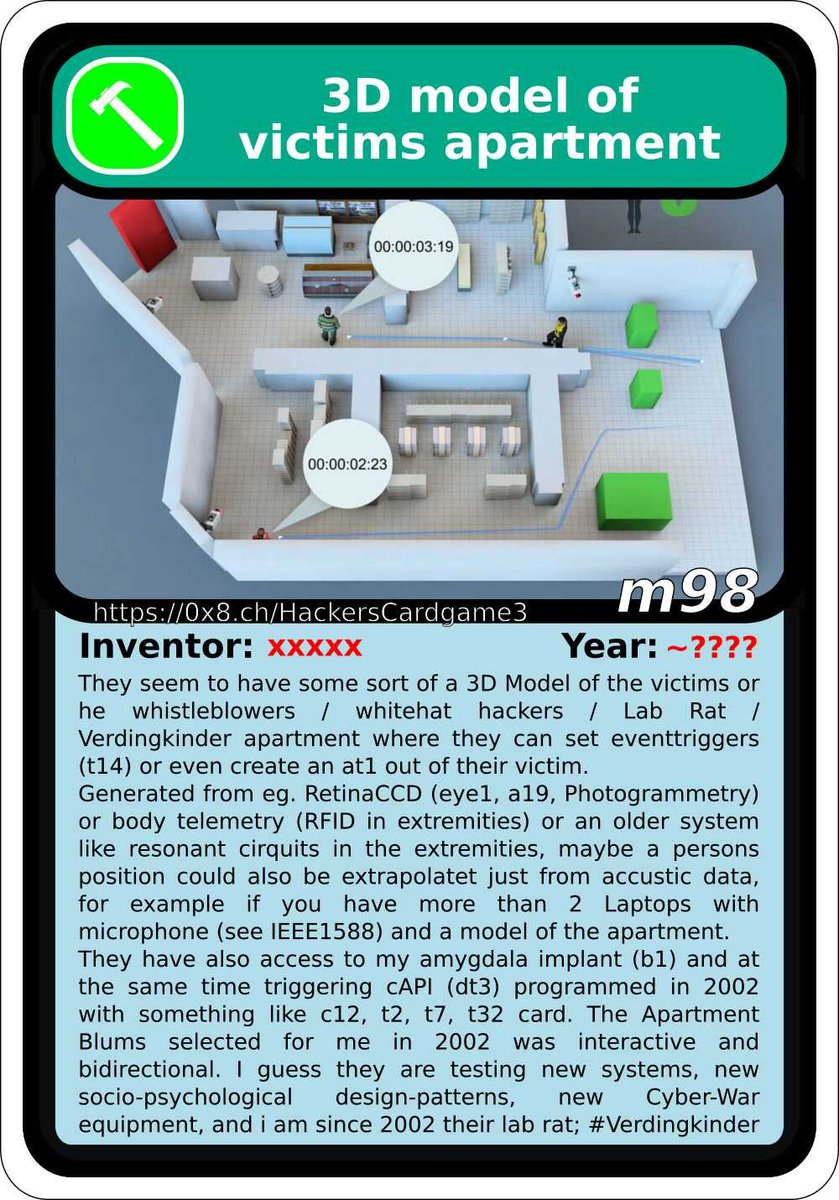 3D model of
victims apartment
00:00:03:19
00:00:02:23
m98
https://0x8.ch/HackersCardgame3
Inventor: xxxxx Year: ~????
They seem to have some sort of a 3D Model of the victims or
he whistleblowers / whitehat hackers / Lab Rat /
Verdingkinder apartment where they can set eventtriggers
(t14) or even create an at1 out of their victim.
Generated from eg. RetinaCCD (eye1, a19, Photogrammetry)
or body telemetry (RFID in extremities) or an older system
like resonant cirquits in the extremities, maybe a persons
position could also be extrapolatet just from accustic data,
for example if you have more than 2 Laptops with
microphone (see IEEE1588) and a model of the apartment.
They have also access to my amygdala implant (b1) and at
the same time triggering cAPI (dt3) programmed in 2002
with something like c12, t2, t7, t32 card. The Apartment
Blums selected for me in 2002 was interactive and
bidirectional. I guess they are testing new systems, new
socio-psychological design-patterns, new Cyber-War
equipment, and i am since 2002 their lab rat; #Verdingkinder